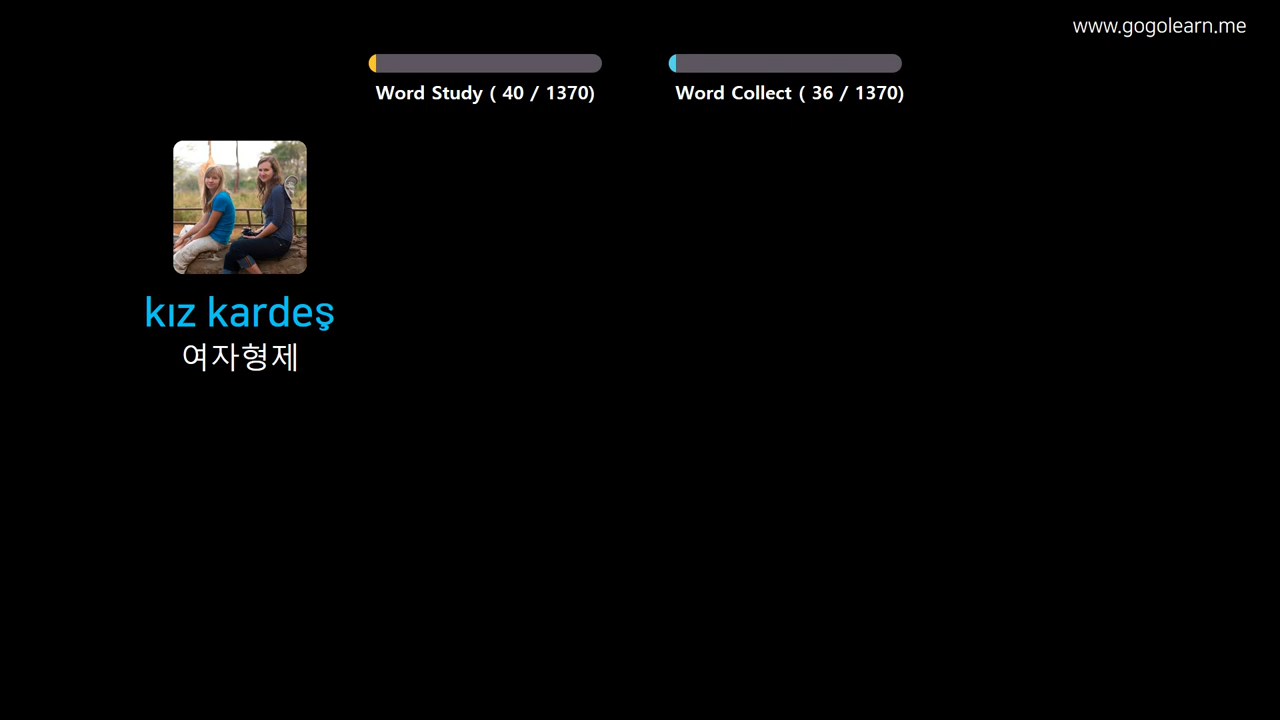 www.gogolearn.me
Word Study ( 40 / 1370)
Word Collect ( 36 / 1370)
kız kardeş
여자형제